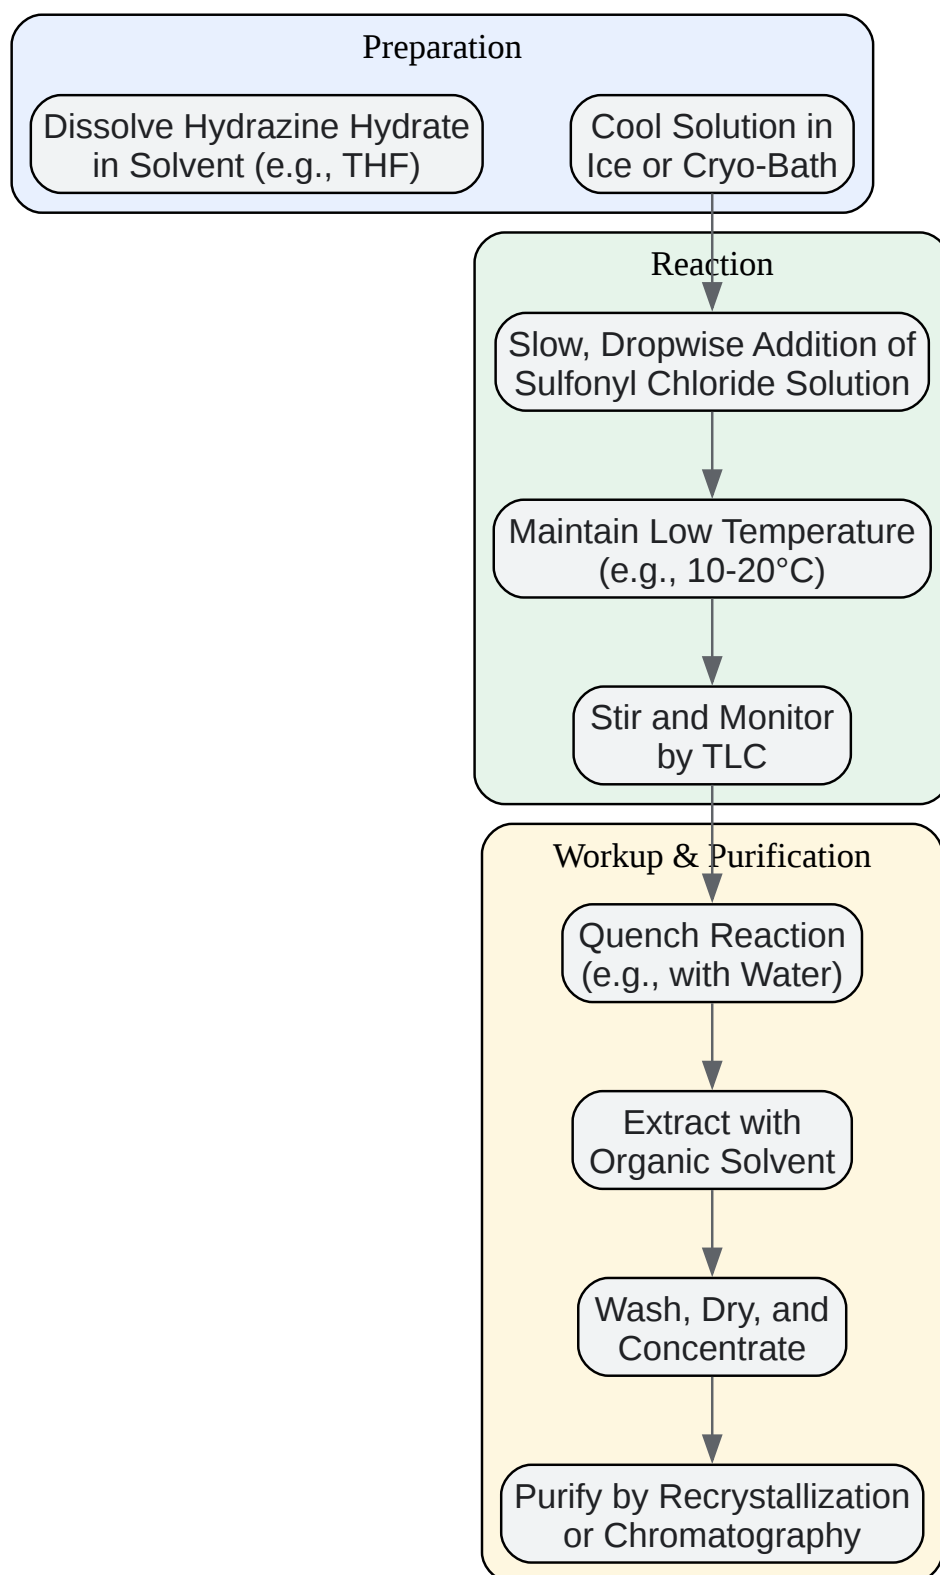 Preparation
Dissolve Hydrazine Hydrate
in Solvent (e.g., THF)
Cool Solution in
Ice or Cryo-Bath
Reaction
Slow, Dropwise Addition of
Sulfonyl Chloride Solution
Maintain Low Temperature
(e.g., 10-20°C)
Stir and Monitor
by TLC
Workup & Purification
Quench Reaction
(e.g., with Water)
Extract with
Organic Solvent
Wash, Dry, and
Concentrate
Purify by Recrystallization
or Chromatography